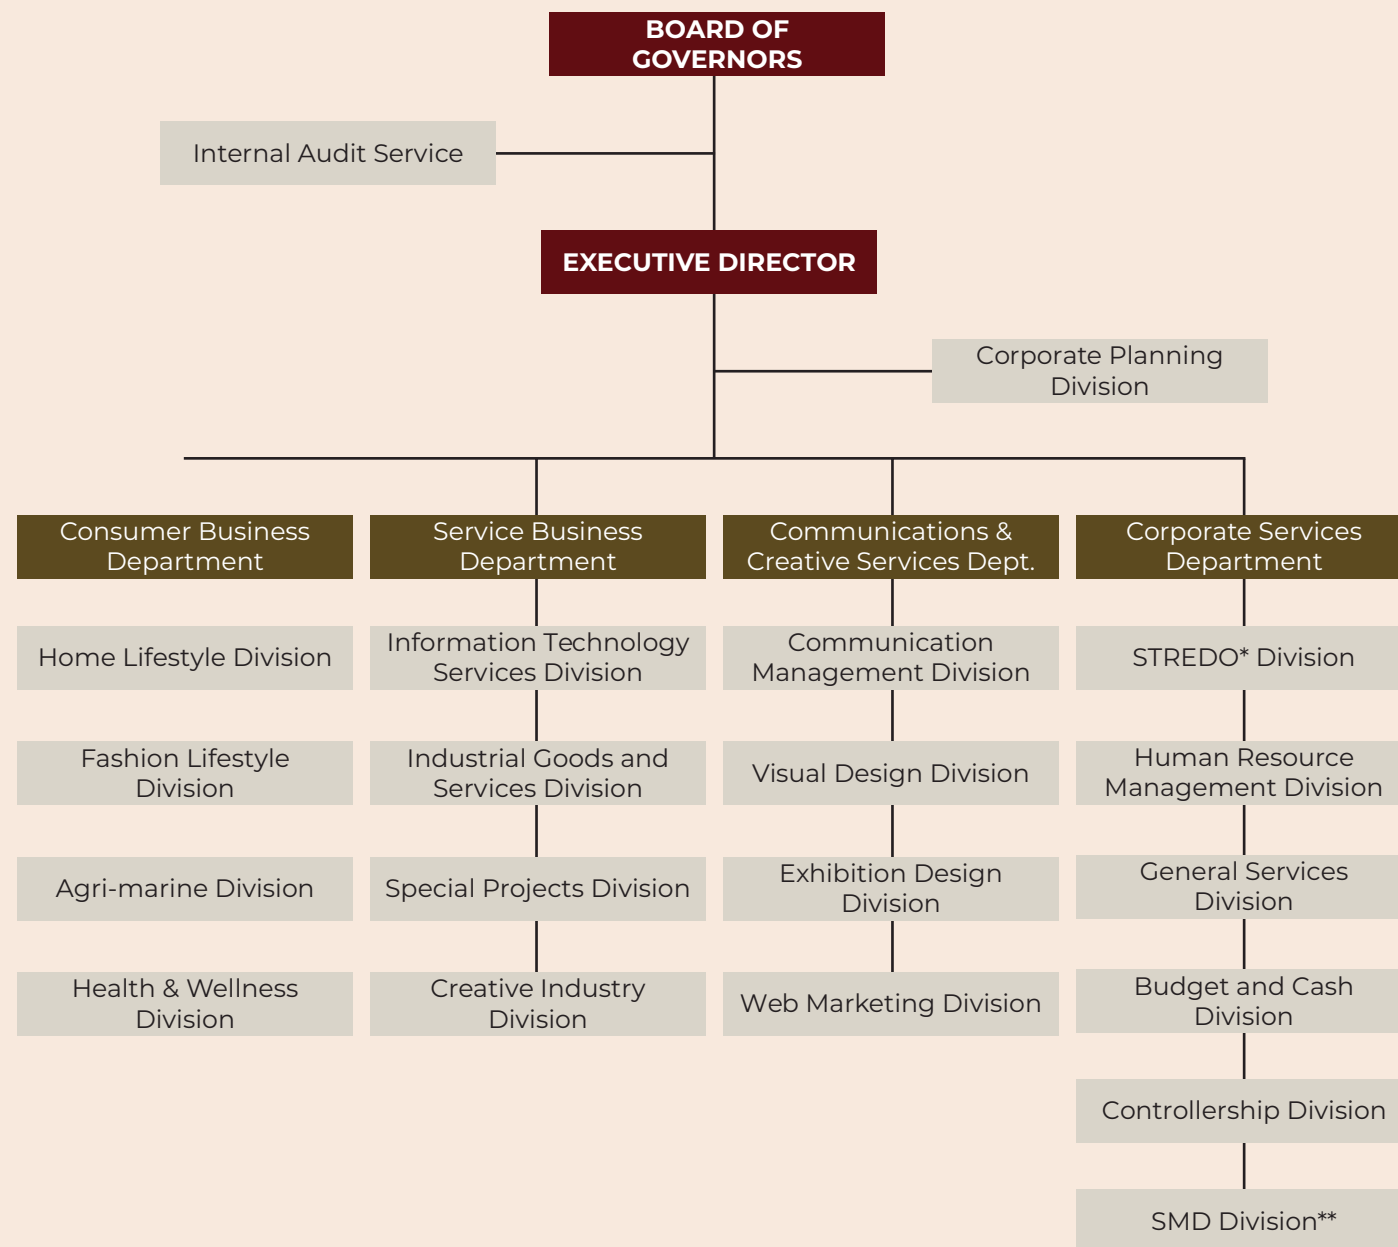 BOARD OF
GOVERNORS
Internal Audit Service
EXECUTIVE DIRECTOR
Corporate Planning
Division
Consumer Business
Department
Service Business
Department
Communications &
Creative Services Dept.
Corporate Services
Department
Home Lifestyle Division
Information Technology
Services Division
Communication
Management Division
STREDO* Division
Fashion Lifestyle
Division
Industrial Goods and
Services Division
Visual Design Division
Human Resource
Management Division
Agri-marine Division
Special Projects Division
Exhibition Design
Division
General Services
Division
Health & Wellness
Division
Creative Industry
Division
Web Marketing Division
Budget and Cash
Division
Controllership Division
SMD Division**